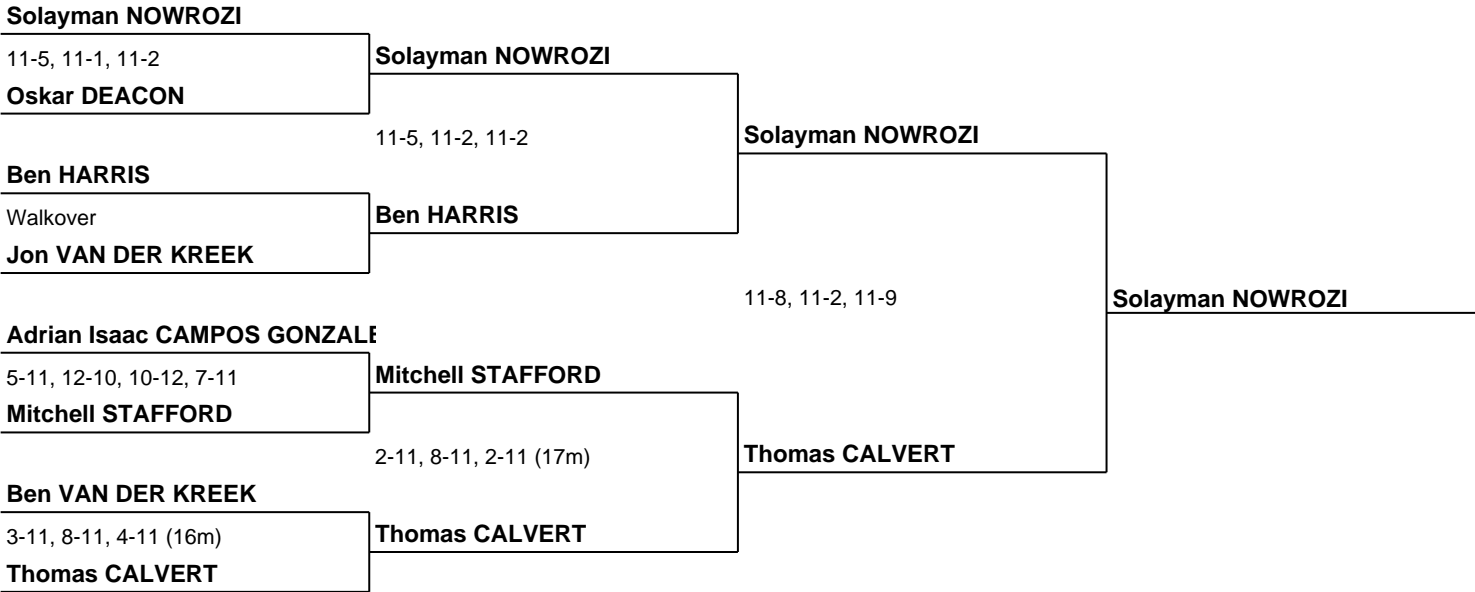 Solayman NOWROZI
11-5, 11-1, 11-2
Oskar DEACON
Ben HARRIS
Walkover
Jon VAN DER KREEK
Adrian Isaac CAMPOS GONZALE
5-11, 12-10, 10-12, 7-11
Mitchell STAFFORD
Ben VAN DER KREEK
3-11, 8-11, 4-11 (16m)
Thomas CALVERT
Solayman NOWROZI
11-5, 11-2, 11-2
Ben HARRIS
Mitchell STAFFORD
2-11, 8-11, 2-11 (17m)
Thomas CALVERT
Solayman NOWROZI
11-8, 11-2, 11-9
Thomas CALVERT
Solayman NOWROZI